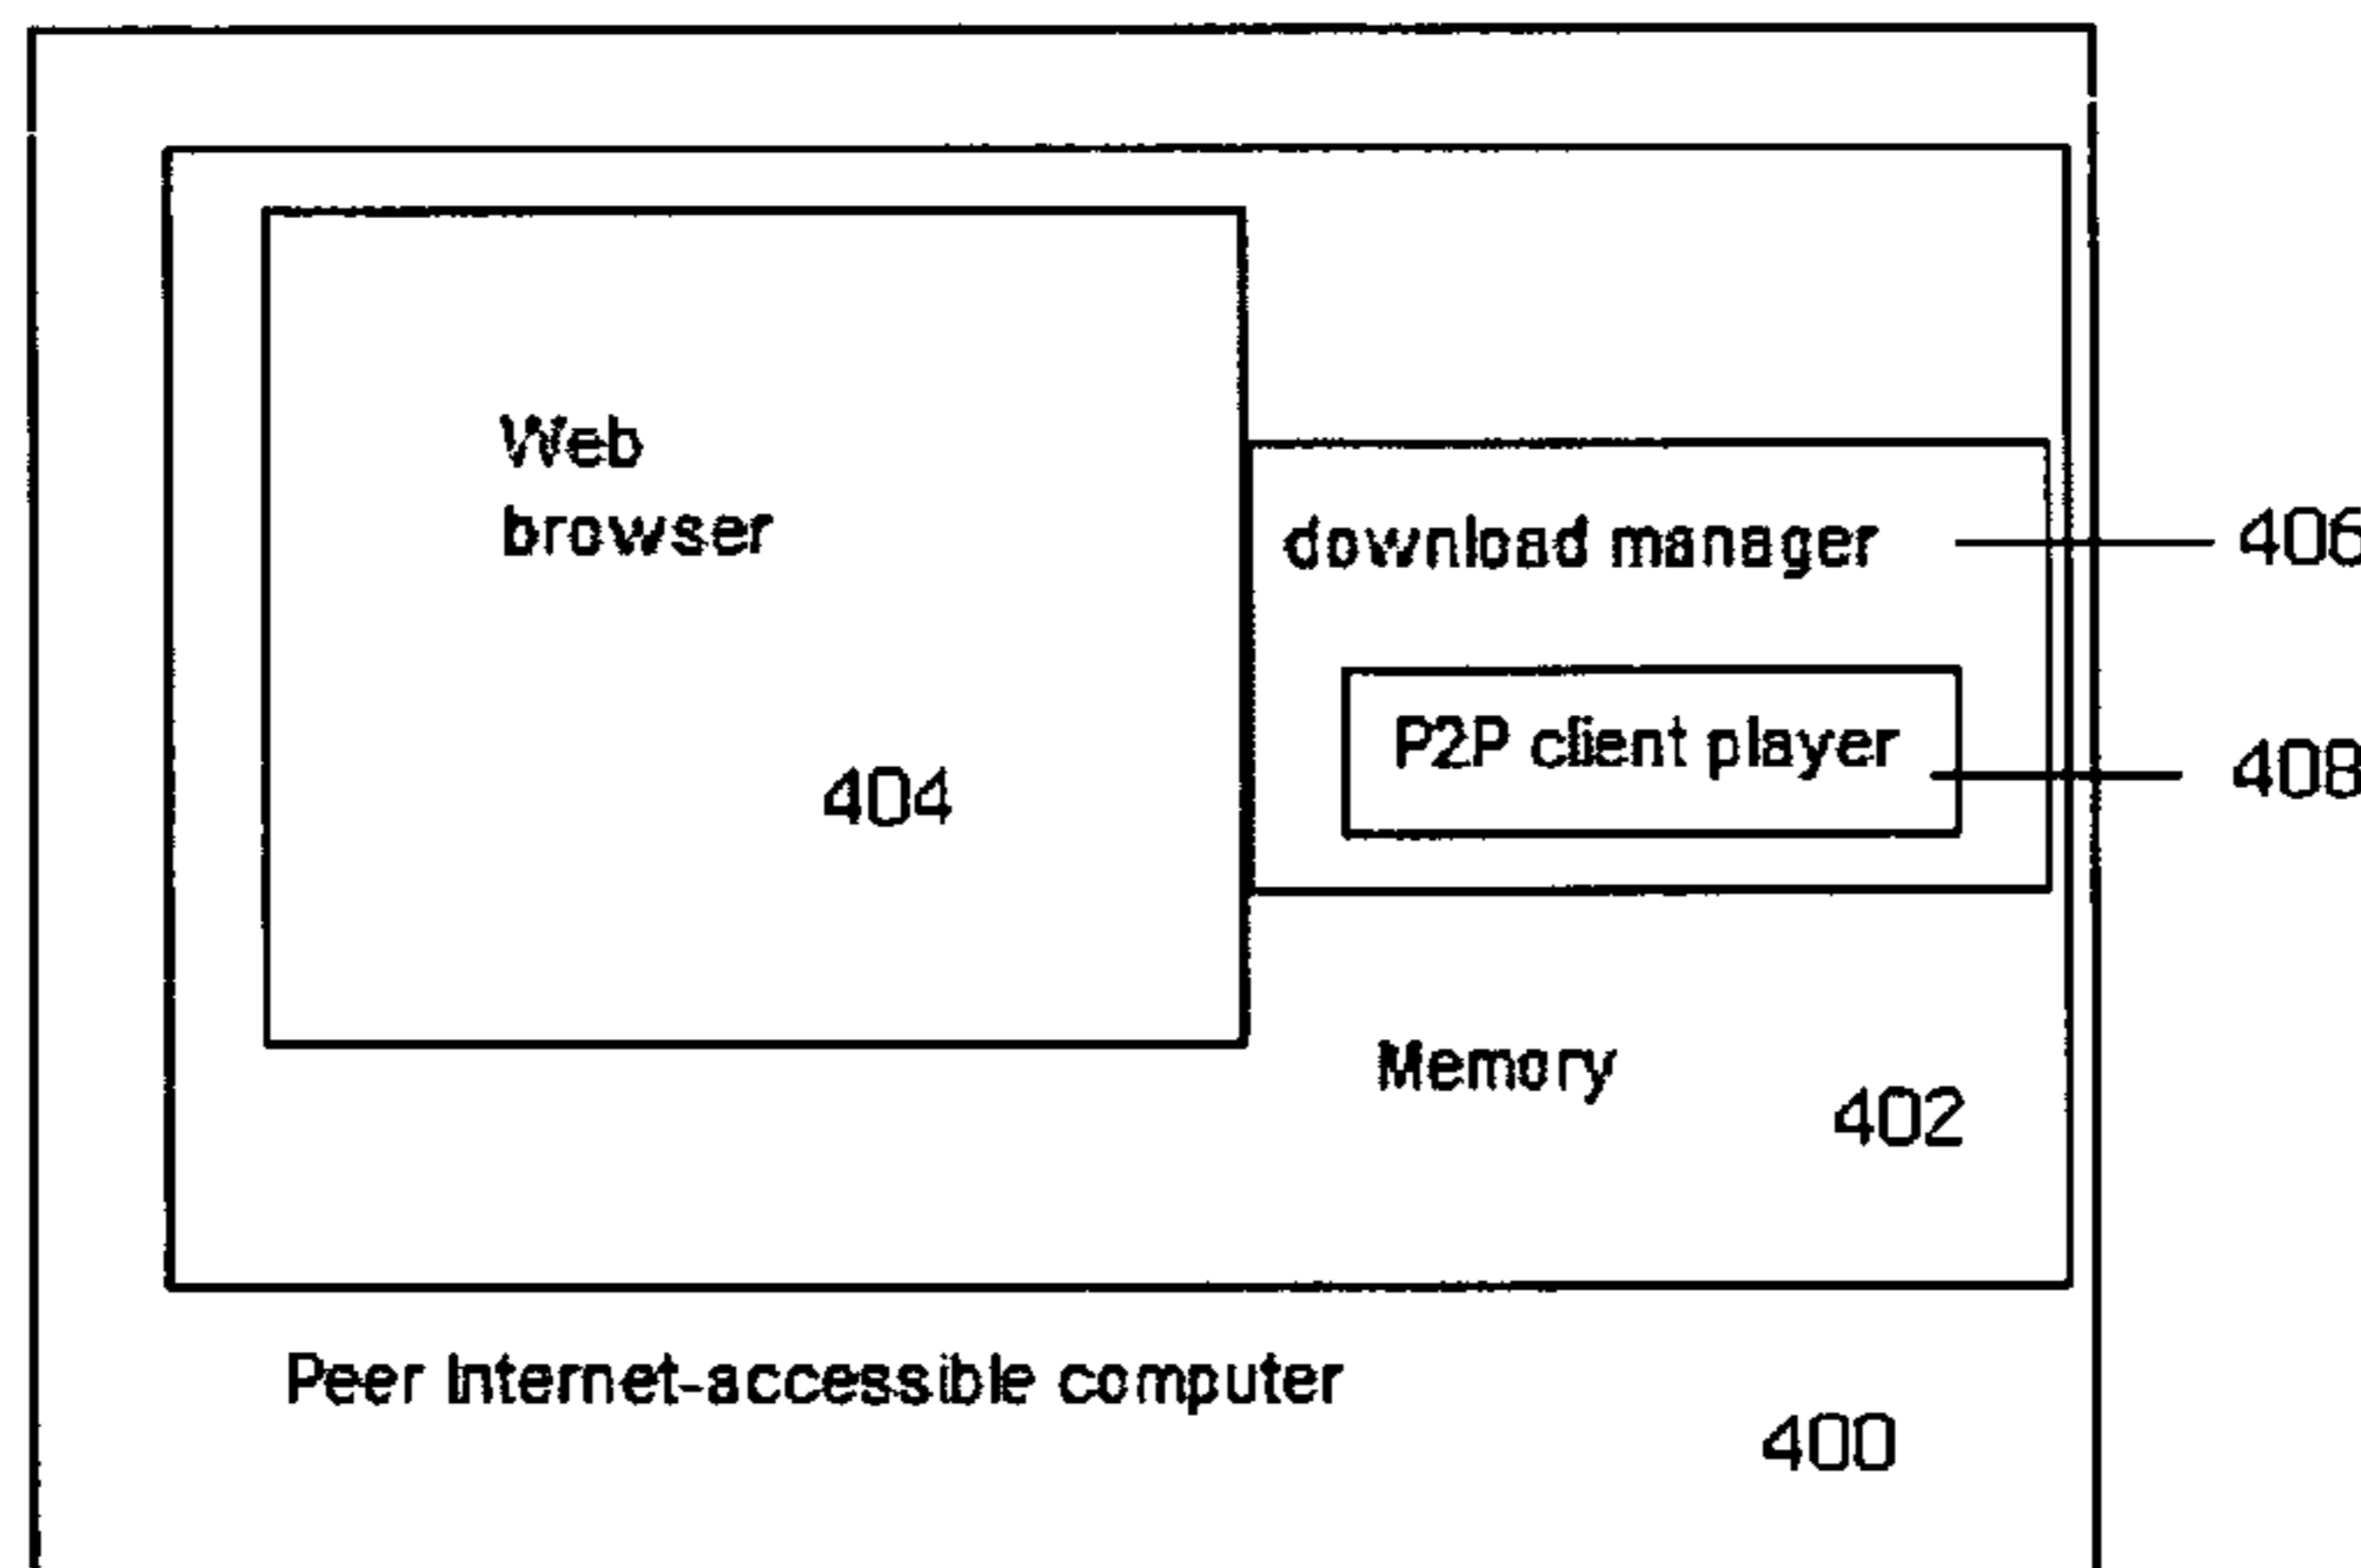 Web
browser
404
download manager
406
P2P client player
408
Memory
402
Peer Internet-accessible computer
400